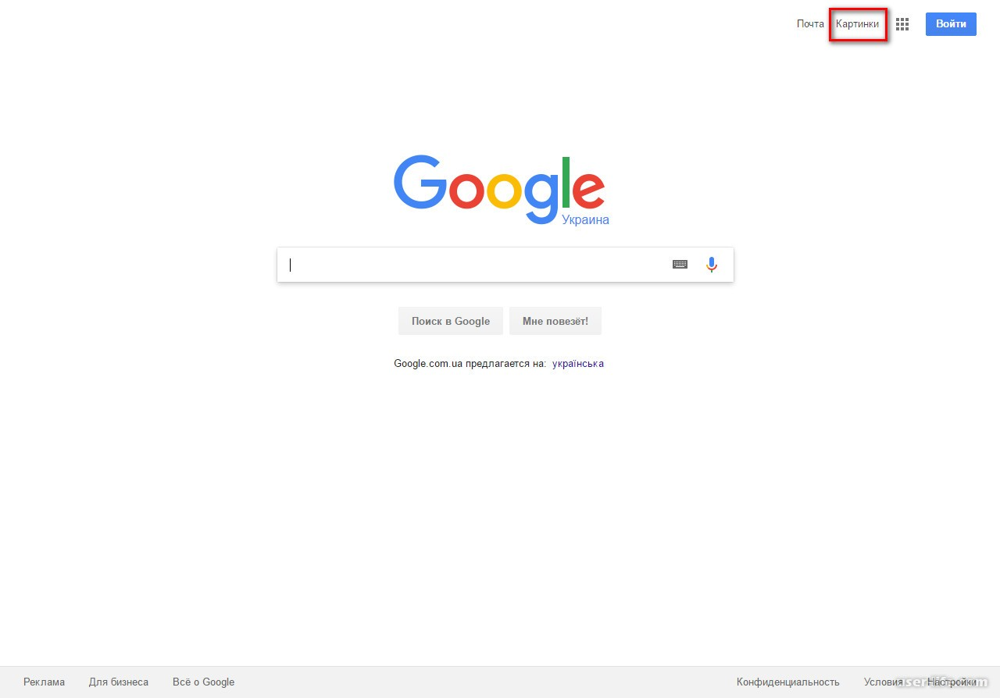 Почта Картинки Войти
Google
Украина
Поиск в Google Мне повезёт!
Google.com.ua предлагается на: українська
Реклама Для бизнеса Всё о Google Конфиденциальность Условия Настройки